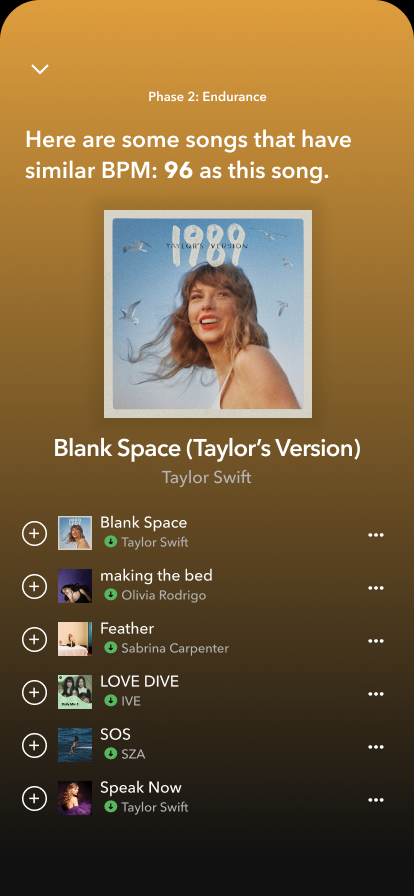 Phase 2: Endurance
Here are some songs that have
similar BPM: 96 as this song.
1989
TAYLOR'S VERSION
Blank Space (Taylor’s Version)
Taylor Swift
Blank Space
Taylor Swift
making the bed
Olivia Rodrigo
Feather
Sabrina Carpenter
LOVE DIVE
IVE
SOS
SZA
Speak Now
Taylor Swift